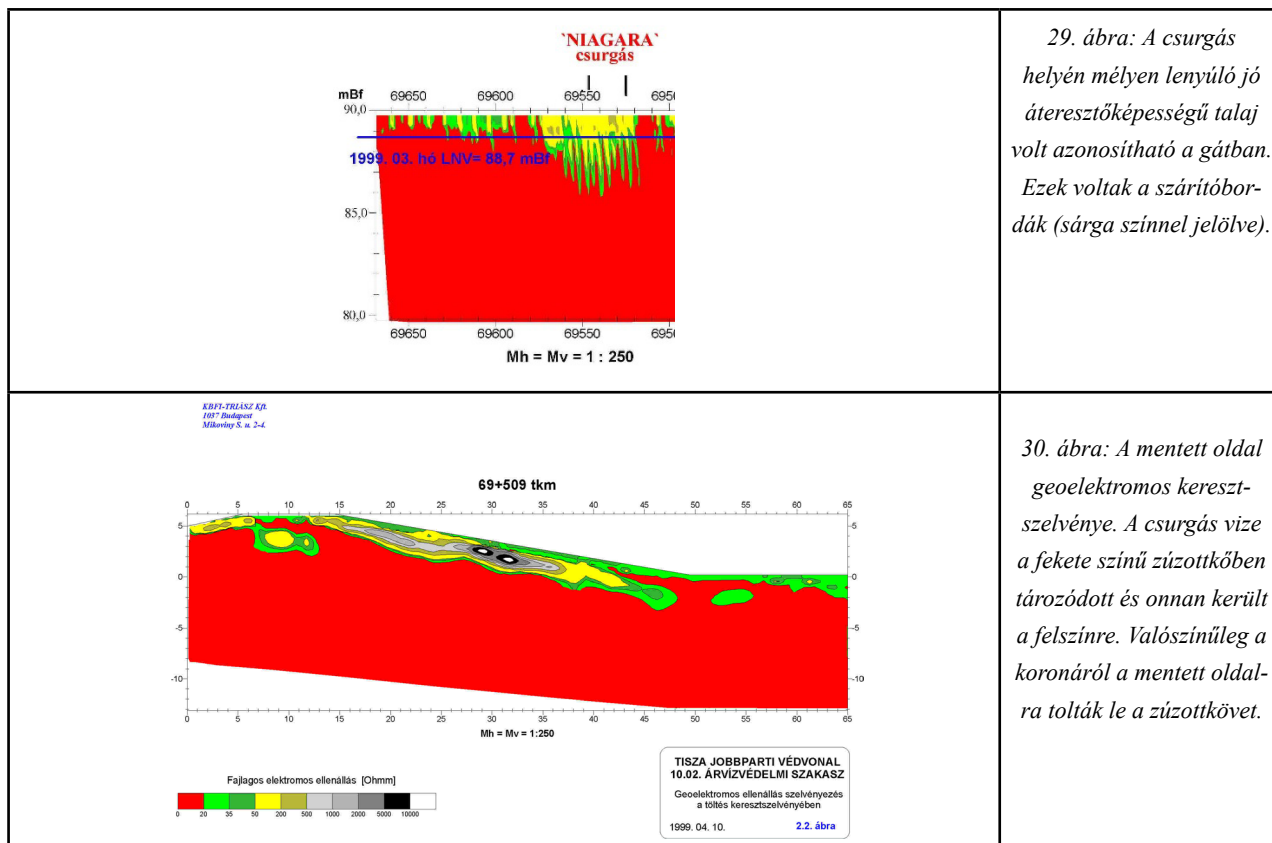 `NIAGARA`
csurgás
mBf
69650 69600 69550 6950
90,0
1999. 03. hó LNV= 88,7 mBf
85,0
80,0
69650 69600 69550 6950
Mh = Mv = 1 : 250
29. ábra: A csurgás
helyén mélyen lenyúló jó
áteresztőképességű talaj
volt azonosítható a gátban.
Ezek voltak a szárítóbor-
dák (sárga színnel jelölve).
KBFI-TRIÁSZ Kft.
1037 Budapest
Mikoviny S. u. 2-4.
69+509 tkm
0 5 10 15 20 25 30 35 40 45 50 55 60 65
5 5
0 0
-5 -5
-10 -10
0 5 10 15 20 25 30 35 40 45 50 55 60 65
Mh = Mv = 1:250
Fajlagos elektromos ellenállás [Ohmm]
0 20 35 50 200 500 1000 2000 5000 10000
TISZA JOBBPARTI VÉDVONAL
10.02. ÁRVÍZVÉDELMI SZAKASZ
Geoelektromos ellenállás szelvényezés
a töltés keresztszelvényében
1999. 04. 10. 2.2. ábra
30. ábra: A mentett oldal
geoelektromos kereszt-
szelvénye. A csurgás vize
a fekete színű zúzottkőben
tározódott és onnan került
a felszínre. Valószínűleg a
koronáról a mentett oldal-
ra tolták le a zúzottkövet.